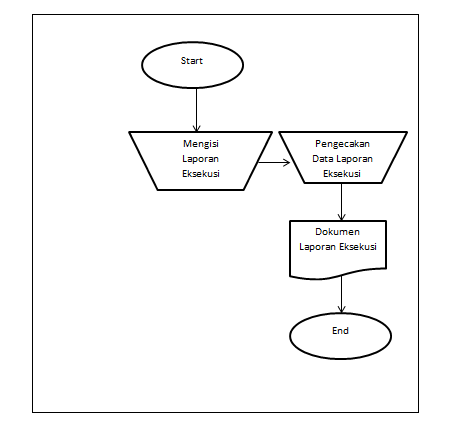 Start
Mengisi
Laporan
Eksekusi
Pengecakan
Data Laporan
Eksekusi
Dokumen
Laporan Eksekusi
End